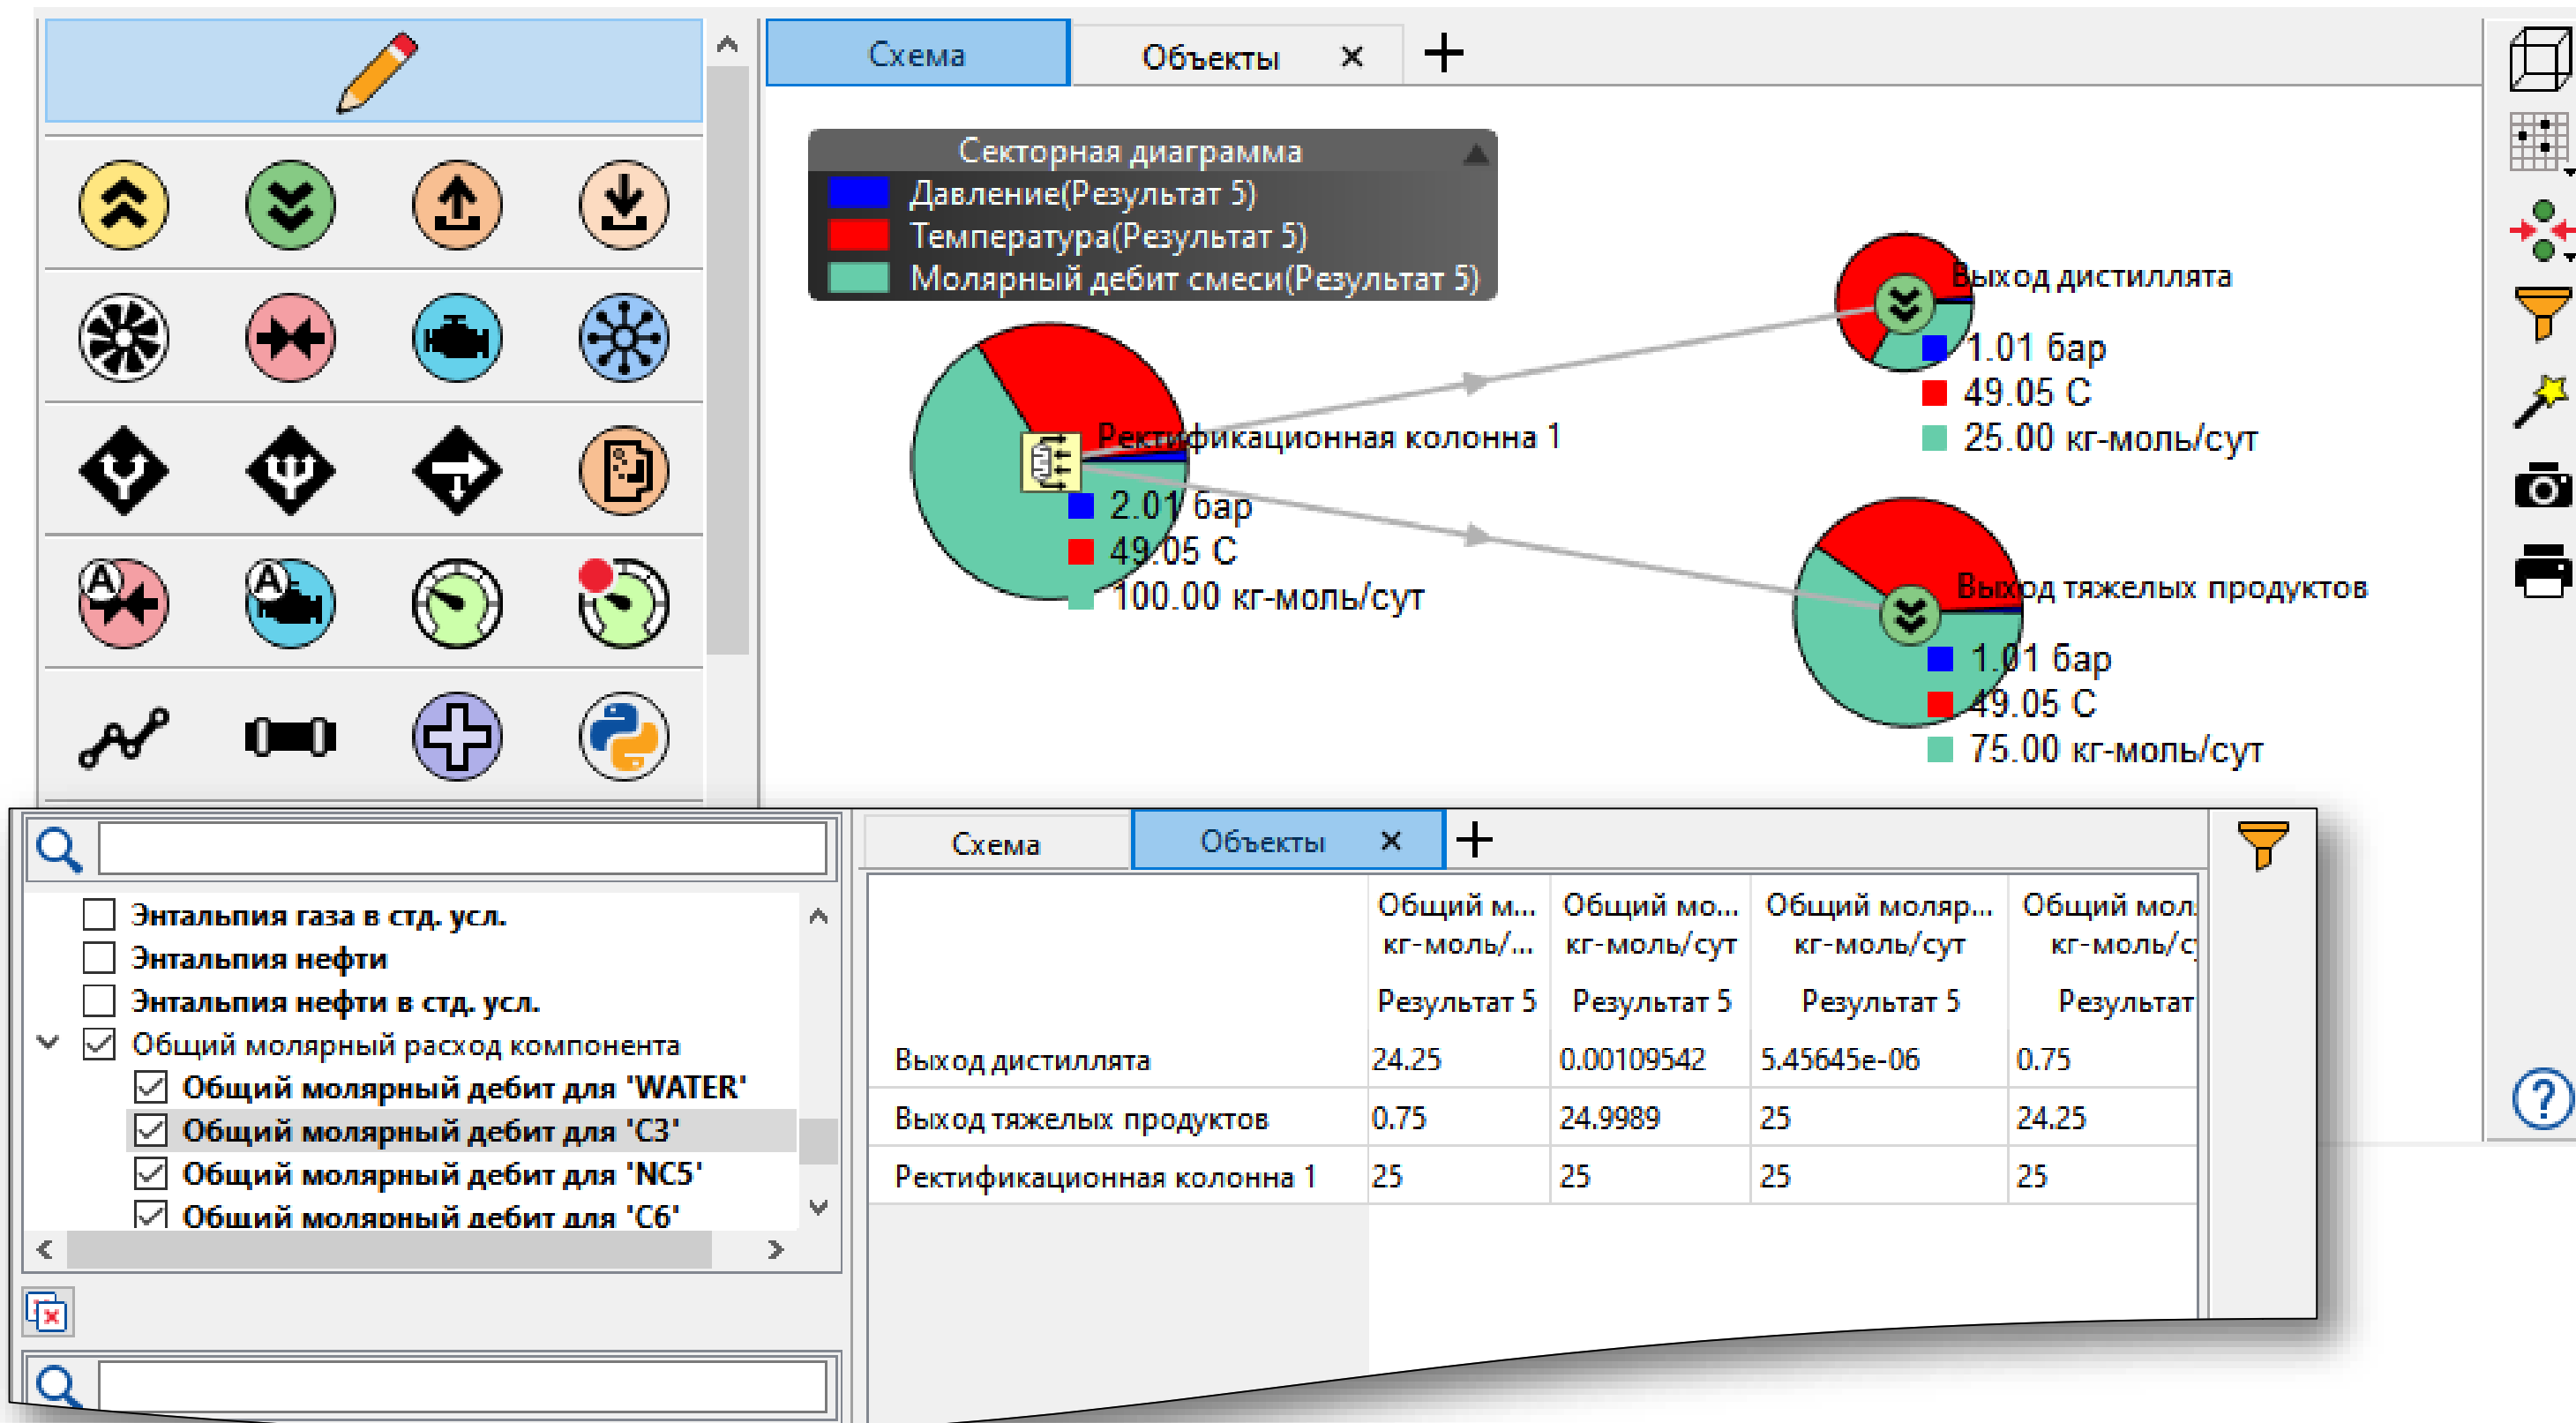 Схема
Объекты
Секторная диаграмма
Давление(Результат 5)
Температура(Результат 5)
Молярный дебит смеси(Результат 5)
Выход дистиллята
1.01 бар
49.05 C
25.00 кг-моль/сут
Ректификационная колонна 1
2.01 бар
49.05 C
100.00 кг-моль/сут
Выход тяжелых продуктов
1.01 бар
49.05 C
75.00 кг-моль/сут
A
A
Энтальпия газа в стд. усл.
Энтальпия нефти
Энтальпия нефти в стд. усл.
Общий молярный расход компонента
Общий молярный дебит для 'WATER'
Общий молярный дебит для 'C3'
Общий молярный дебит для 'NC5'
Общий молярный дебит для 'C6'
Схема
Объекты
Общий м... Общий мо... Общий моляр... Общий мол
кг-моль/... кг-моль/сут кг-моль/сут кг-моль/с
Результат 5 Результат 5 Результат 5 Результат
Выход дистиллята 24.25 0.00109542 5.45645e-06 0.75
Выход тяжелых продуктов 0.75 24.9989 25 24.25
Ректификационная колонна 1 25 25 25 25